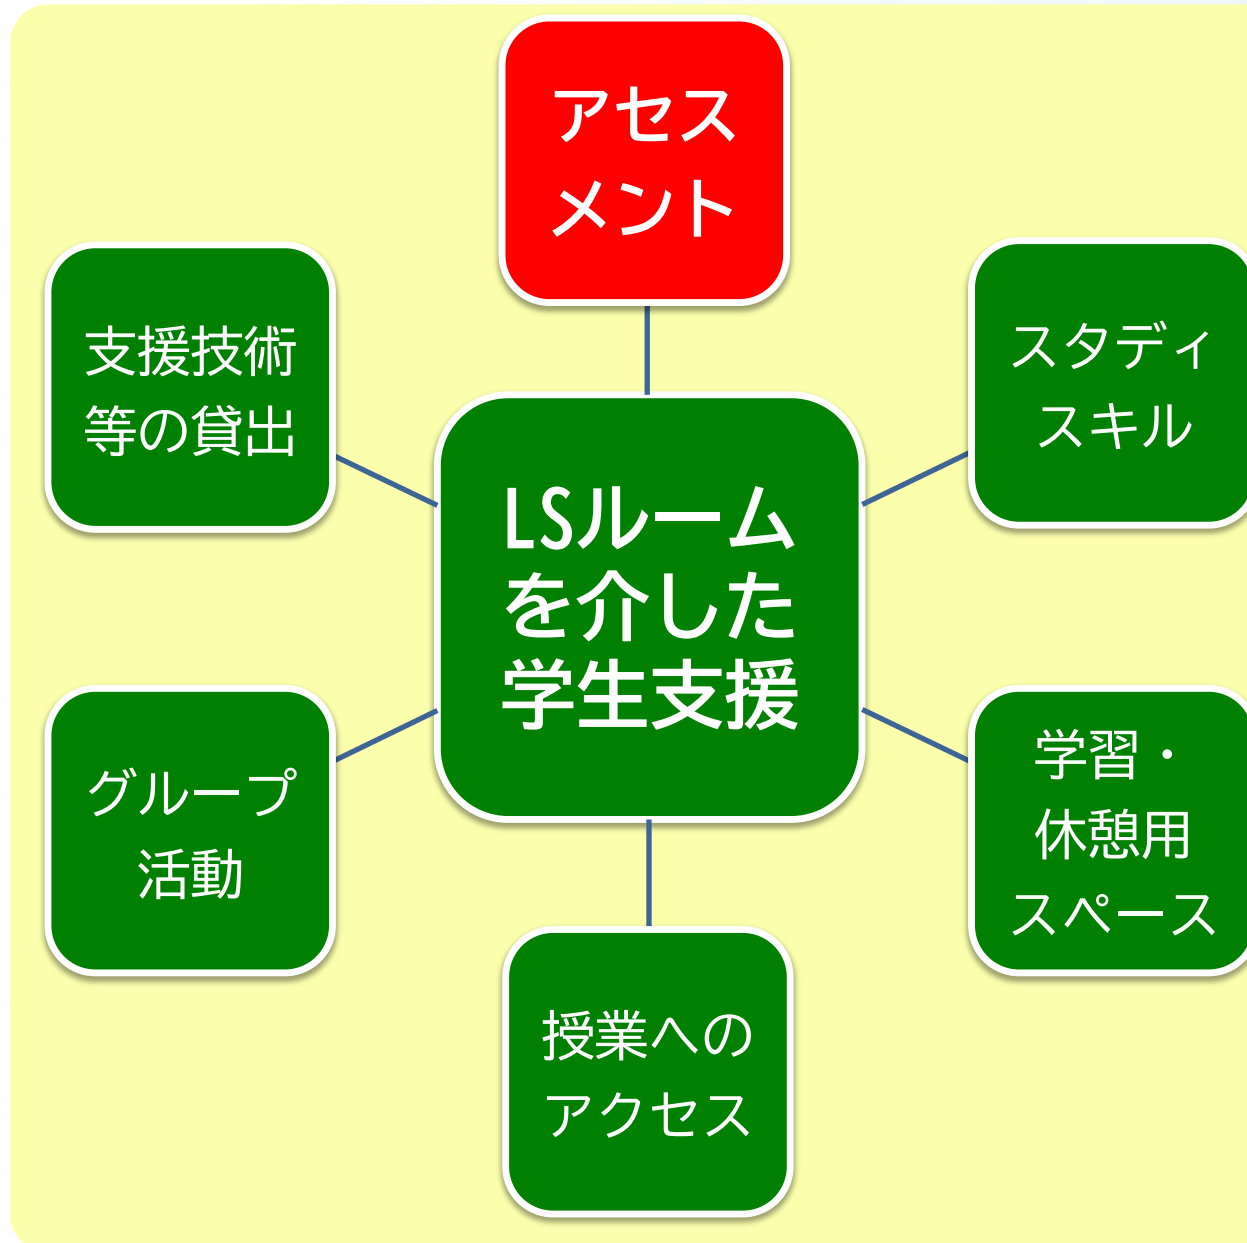 アセス
メント
支援技術
等の貸出
スタディ
スキル
LSルーム
を介した
学生支援
グループ
活動
学習・
休憩用
スペース
授業への
アクセス